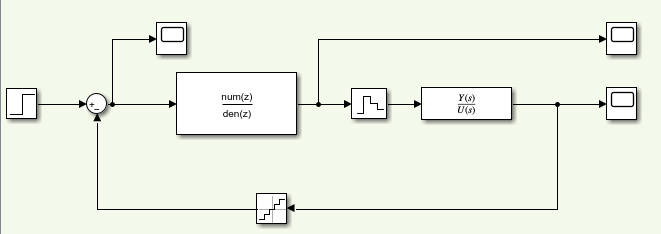 +
−
num(z)
den(z)
Y(s)
U(s)